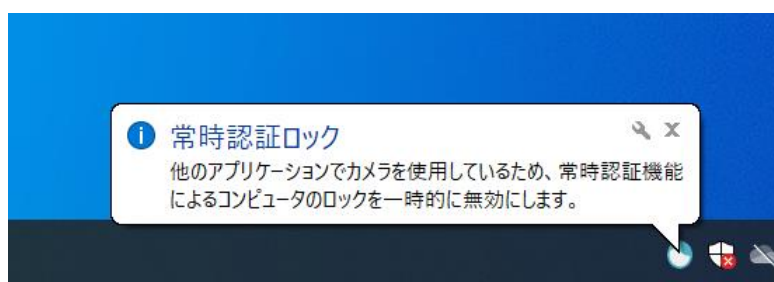 常時認証ロック
他のアプリケーションでカメラを使用しているため、常時認証機能
によるコンピュータのロックを一時的に無効にします。